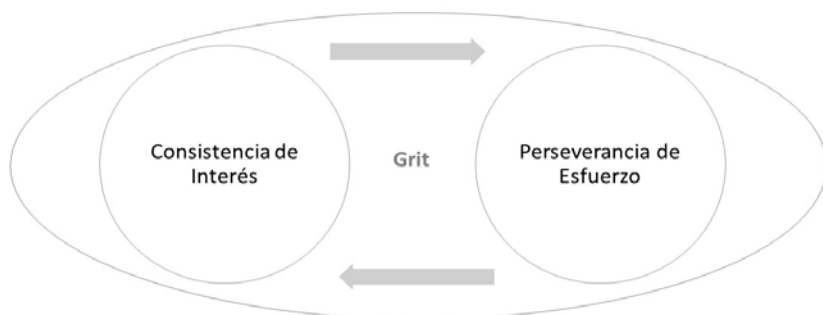 Consistencia de
Interés
Grit
Perseverancia de
Esfuerzo